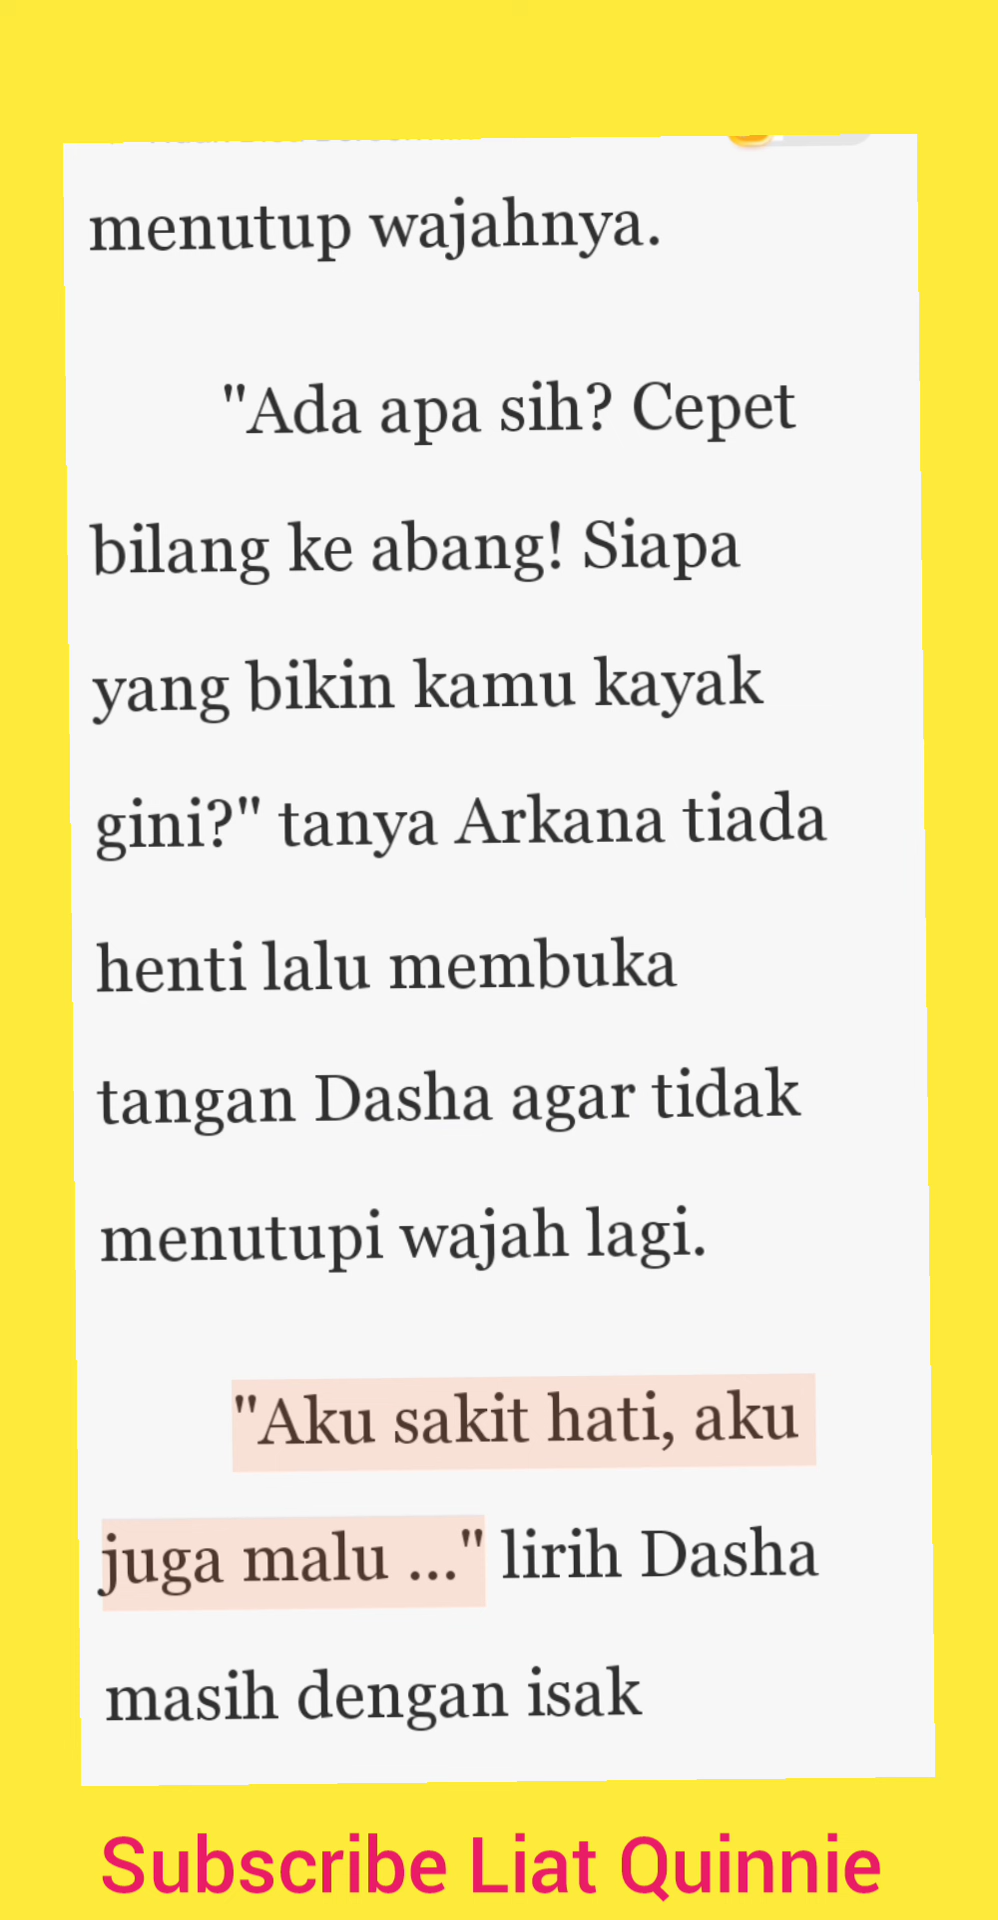 menutup wajahnya.
"Ada apa sih? Cepet
bilang ke abang! Siapa
yang bikin kamu kayak
gini?" tanya Arkana tiada
henti lalu membuka
tangan Dasha agar tidak
menutupi wajah lagi.
"Aku sakit hati, aku
juga malu ..." lirih Dasha
masih dengan isak
Subscribe Liat Quinnie